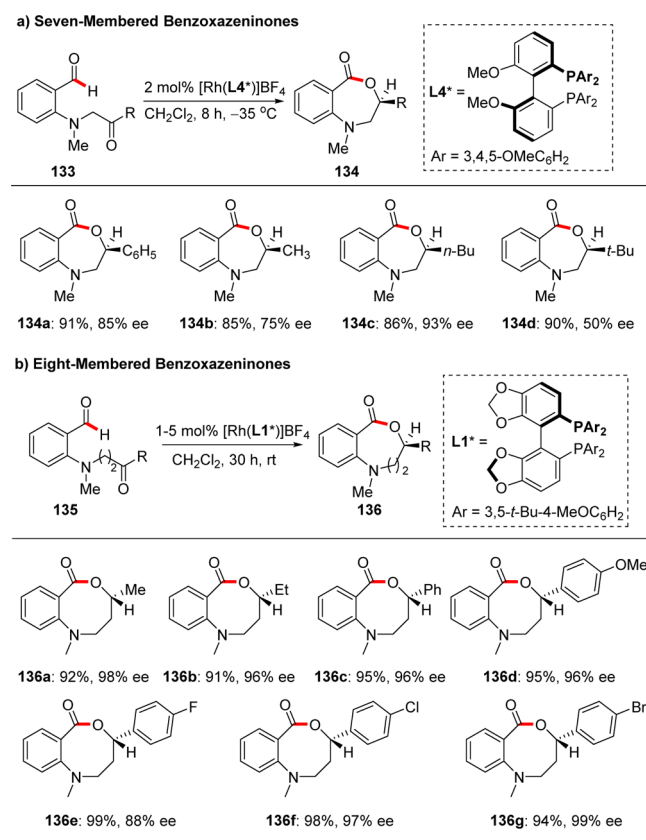 a) Seven-Membered Benzoxazeninones
O
H
N
Me
O
R
133
2 mol% [Rh(L4*)]BF4
CH2Cl2, 8 h, −35 °C
O
O
H
R
N
Me
134
L4* =
MeO
MeO
PAr2
PAr2
Ar = 3,4,5-OMeC6H2
O
O
H
C6H5
N
Me
134a: 91%, 85% ee
O
O
H
CH3
N
Me
134b: 85%, 75% ee
O
O
H
n-Bu
N
Me
134c: 86%, 93% ee
O
O
H
t-Bu
N
Me
134d: 90%, 50% ee
b) Eight-Membered Benzoxazeninones
O
H
N
( )2
R
Me
O
135
1-5 mol% [Rh(L1*)]BF4
CH2Cl2, 30 h, rt
O
O
H
R
N
( )2
Me
136
L1* =
O
O
O
O
PAr2
PAr2
Ar = 3,5-t-Bu-4-MeOC6H2
O
O
Me
H
N
136a: 92%, 98% ee
O
O
Et
H
N
136b: 91%, 96% ee
O
O
Ph
H
N
136c: 95%, 96% ee
O
O
OMe
H
N
136d: 95%, 96% ee
O
O
F
H
N
136e: 99%, 88% ee
O
O
Cl
H
N
136f: 98%, 97% ee
O
O
Br
H
N
136g: 94%, 99% ee